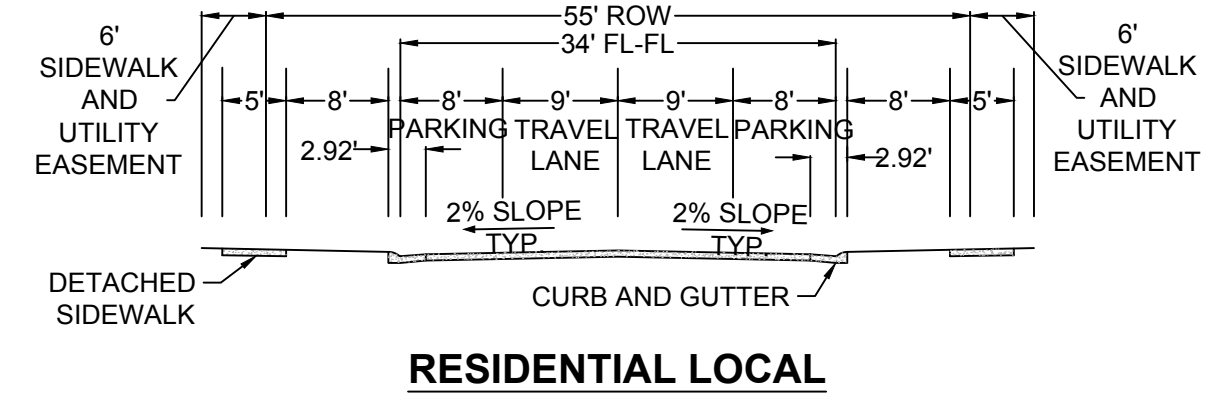 55' ROW
34' FL-FL
6'
SIDEWALK
AND
UTILITY
EASEMENT
6'
SIDEWALK
AND
UTILITY
EASEMENT
5' 8' 8' 9' 9' 8' 8' 5'
PARKING TRAVEL LANE TRAVEL LANE PARKING
2.92' 2.92'
2% SLOPE
TYP.
2% SLOPE
TYP.
DETACHED
SIDEWALK
CURB AND GUTTER
RESIDENTIAL LOCAL